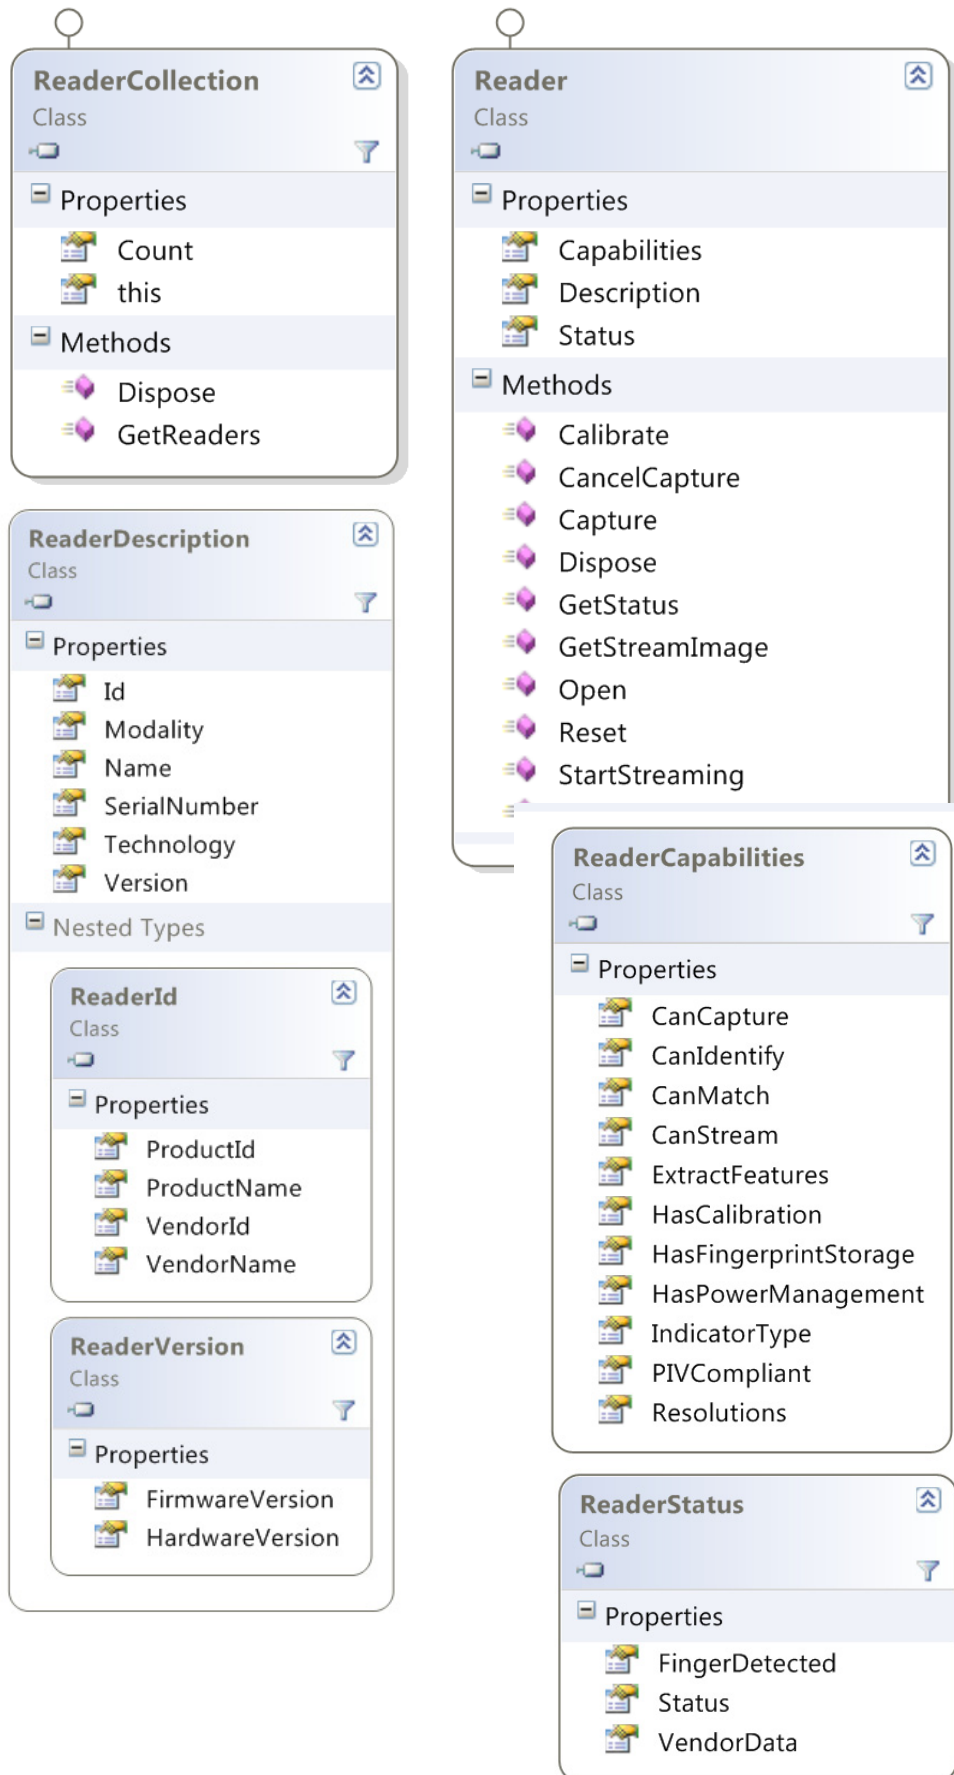 ReaderCollection
Class
Properties
Count
this
Methods
Dispose
GetReaders
ReaderDescription
Class
Properties
Id
Modality
Name
SerialNumber
Technology
Version
Nested Types
ReaderId
Class
Properties
ProductId
ProductName
VendorId
VendorName
ReaderVersion
Class
Properties
FirmwareVersion
HardwareVersion
Reader
Class
Properties
Capabilities
Description
Status
Methods
Calibrate
CancelCapture
Capture
Dispose
GetStatus
GetStreamImage
Open
Reset
StartStreaming
ReaderCapabilities
Class
Properties
CanCapture
CanIdentify
CanMatch
CanStream
ExtractFeatures
HasCalibration
HasFingerprintStorage
HasPowerManagement
IndicatorType
PIVCompliant
Resolutions
ReaderStatus
Class
Properties
FingerDetected
Status
VendorData